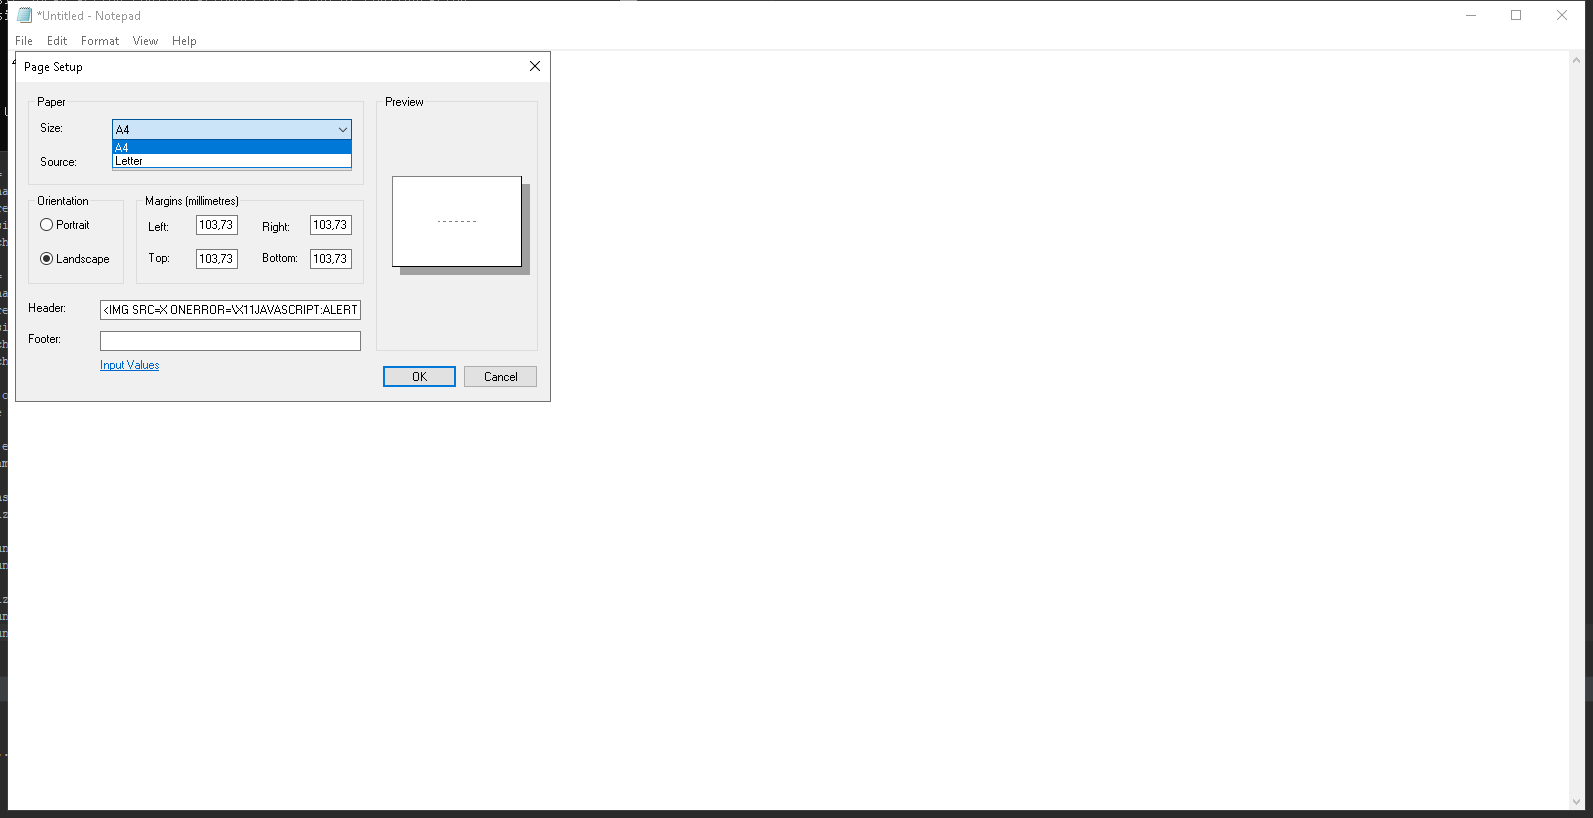 *Untitled - Notepad
File Edit Format View Help
Page Setup
Paper
Size: A4
A4
Letter
Source:
Orientation
Portrait
Landscape
Margins (millimetres)
Left: 103,73 Right: 103,73
Top: 103,73 Bottom: 103,73
Preview
Header: <IMG SRC=X ONERROR=\X11JAVASCRIPT:ALERT
Footer:
Input Values
OK Cancel